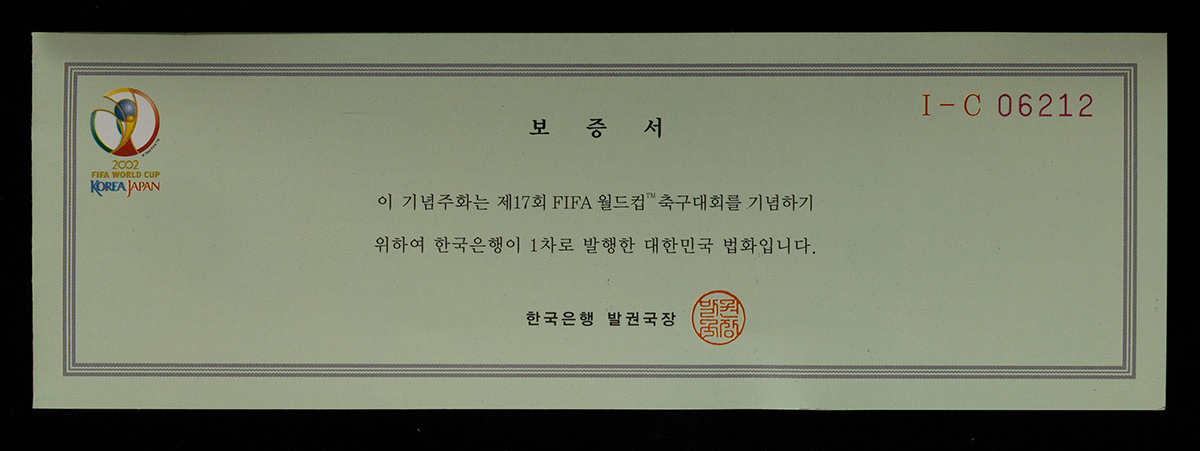 I-C 06212
2002
FIFA WORLD CUP
KOREA JAPAN
보 증 서
이 기념주화는 제17회 FIFA 월드컵™ 축구대회를 기념하기
위하여 한국은행이 1차로 발행한 대한민국 법화입니다.
한국은행 발권국장